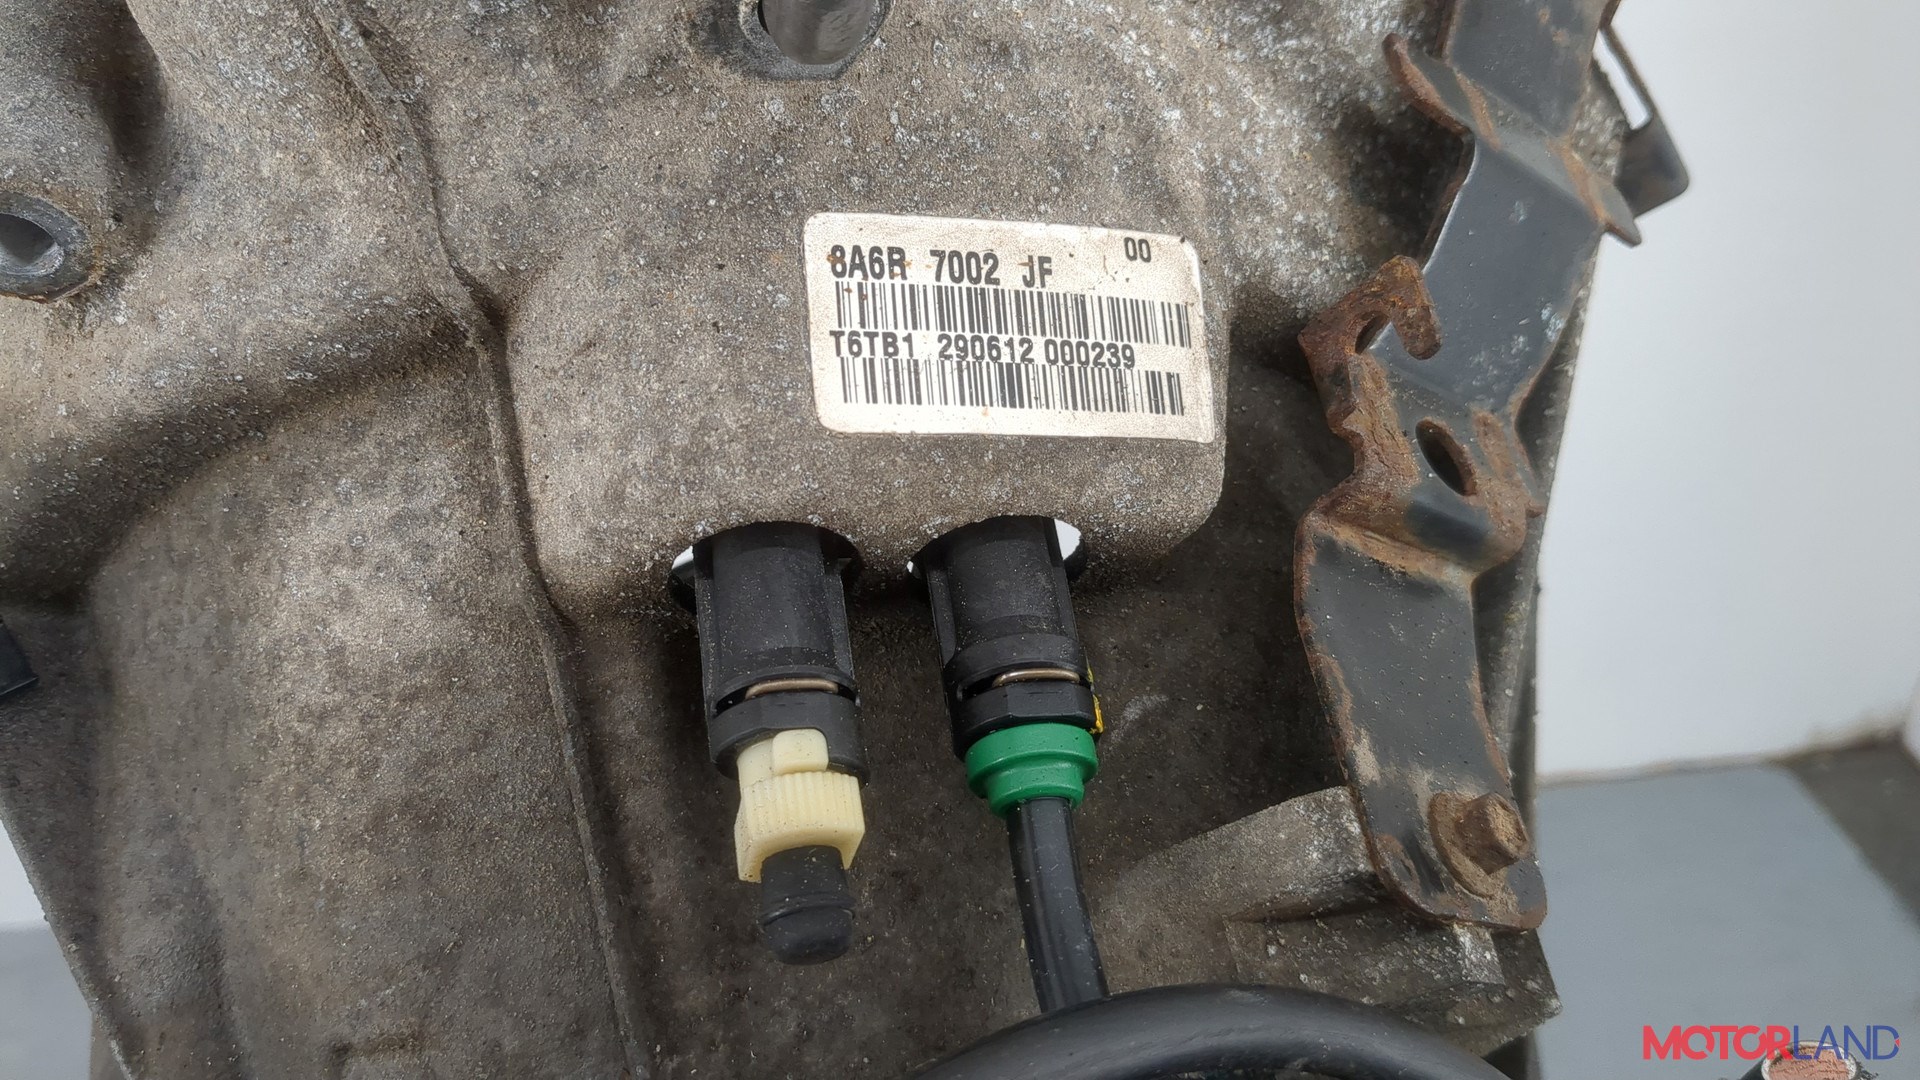 00
8A6R 7002 JF
T6TB1 290612 000239
MOTORLAND